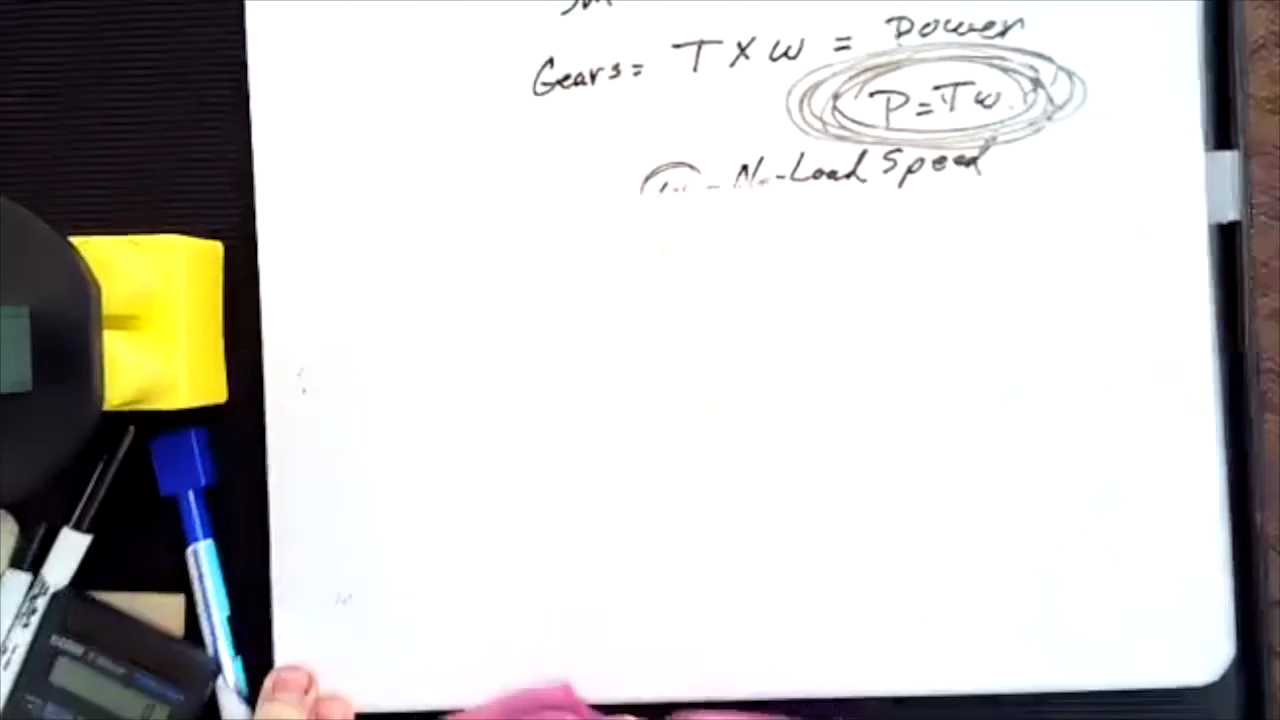 Gears = T X ω = Power
P = Tω
No-Load Speed